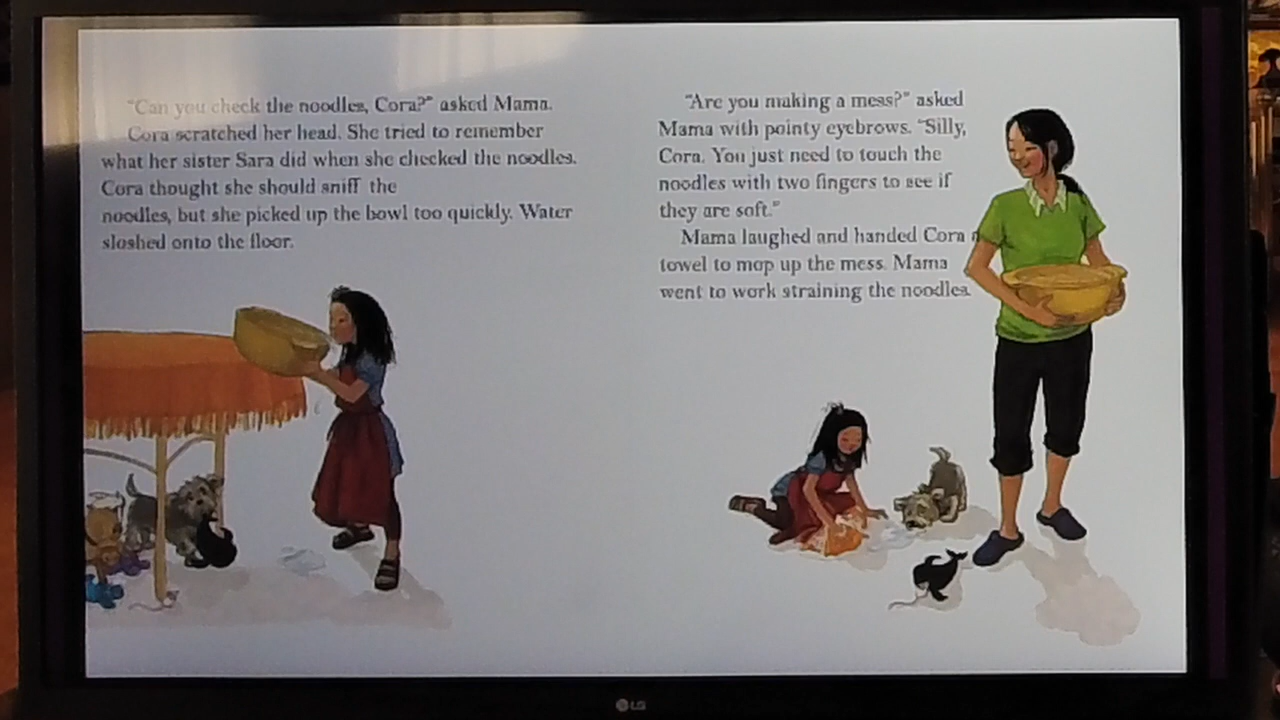 "Can you check the noodles, Cora?" asked Mama.
Cora scratched her head. She tried to remember
what her sister Sara did when she checked the noodles.
Cora thought she should sniff the
noodles, but she picked up the bowl too quickly. Water
sloshed onto the floor.
"Are you making a mess?" asked
Mama with pointy eyebrows. "Silly,
Cora. You just need to touch the
noodles with two fingers to see if
they are soft."
Mama laughed and handed Cora a
towel to mop up the mess. Mama
went to work straining the noodles.
LG